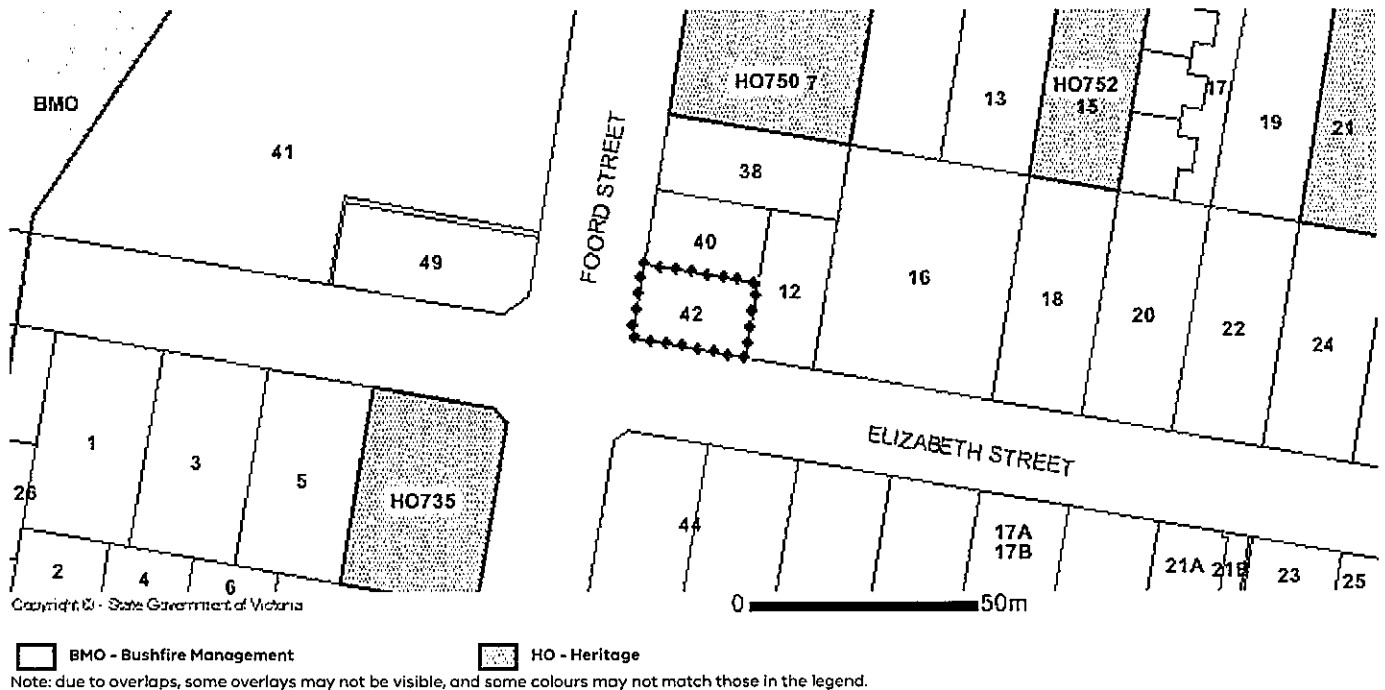 BMO
HO750 7
HO752
15
13
17
19
21
41
38
FOORD STREET
40
49
12
16
18
20
22
24
42
ELIZABETH STREET
1
3
5
HO735
26
44
17A
17B
21A
21B
23
25
2
4
6
Copyright © - State Government of Victoria
0
50m
BMO - Bushfire Management
HO - Heritage
Note: due to overlaps, some overlays may not be visible, and some colours may not match those in the legend.